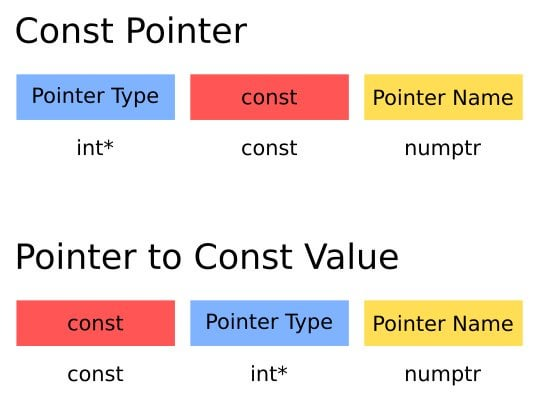 Const Pointer
Pointer Type const Pointer Name
int* const numptr
Pointer to Const Value
const Pointer Type Pointer Name
const int* numptr